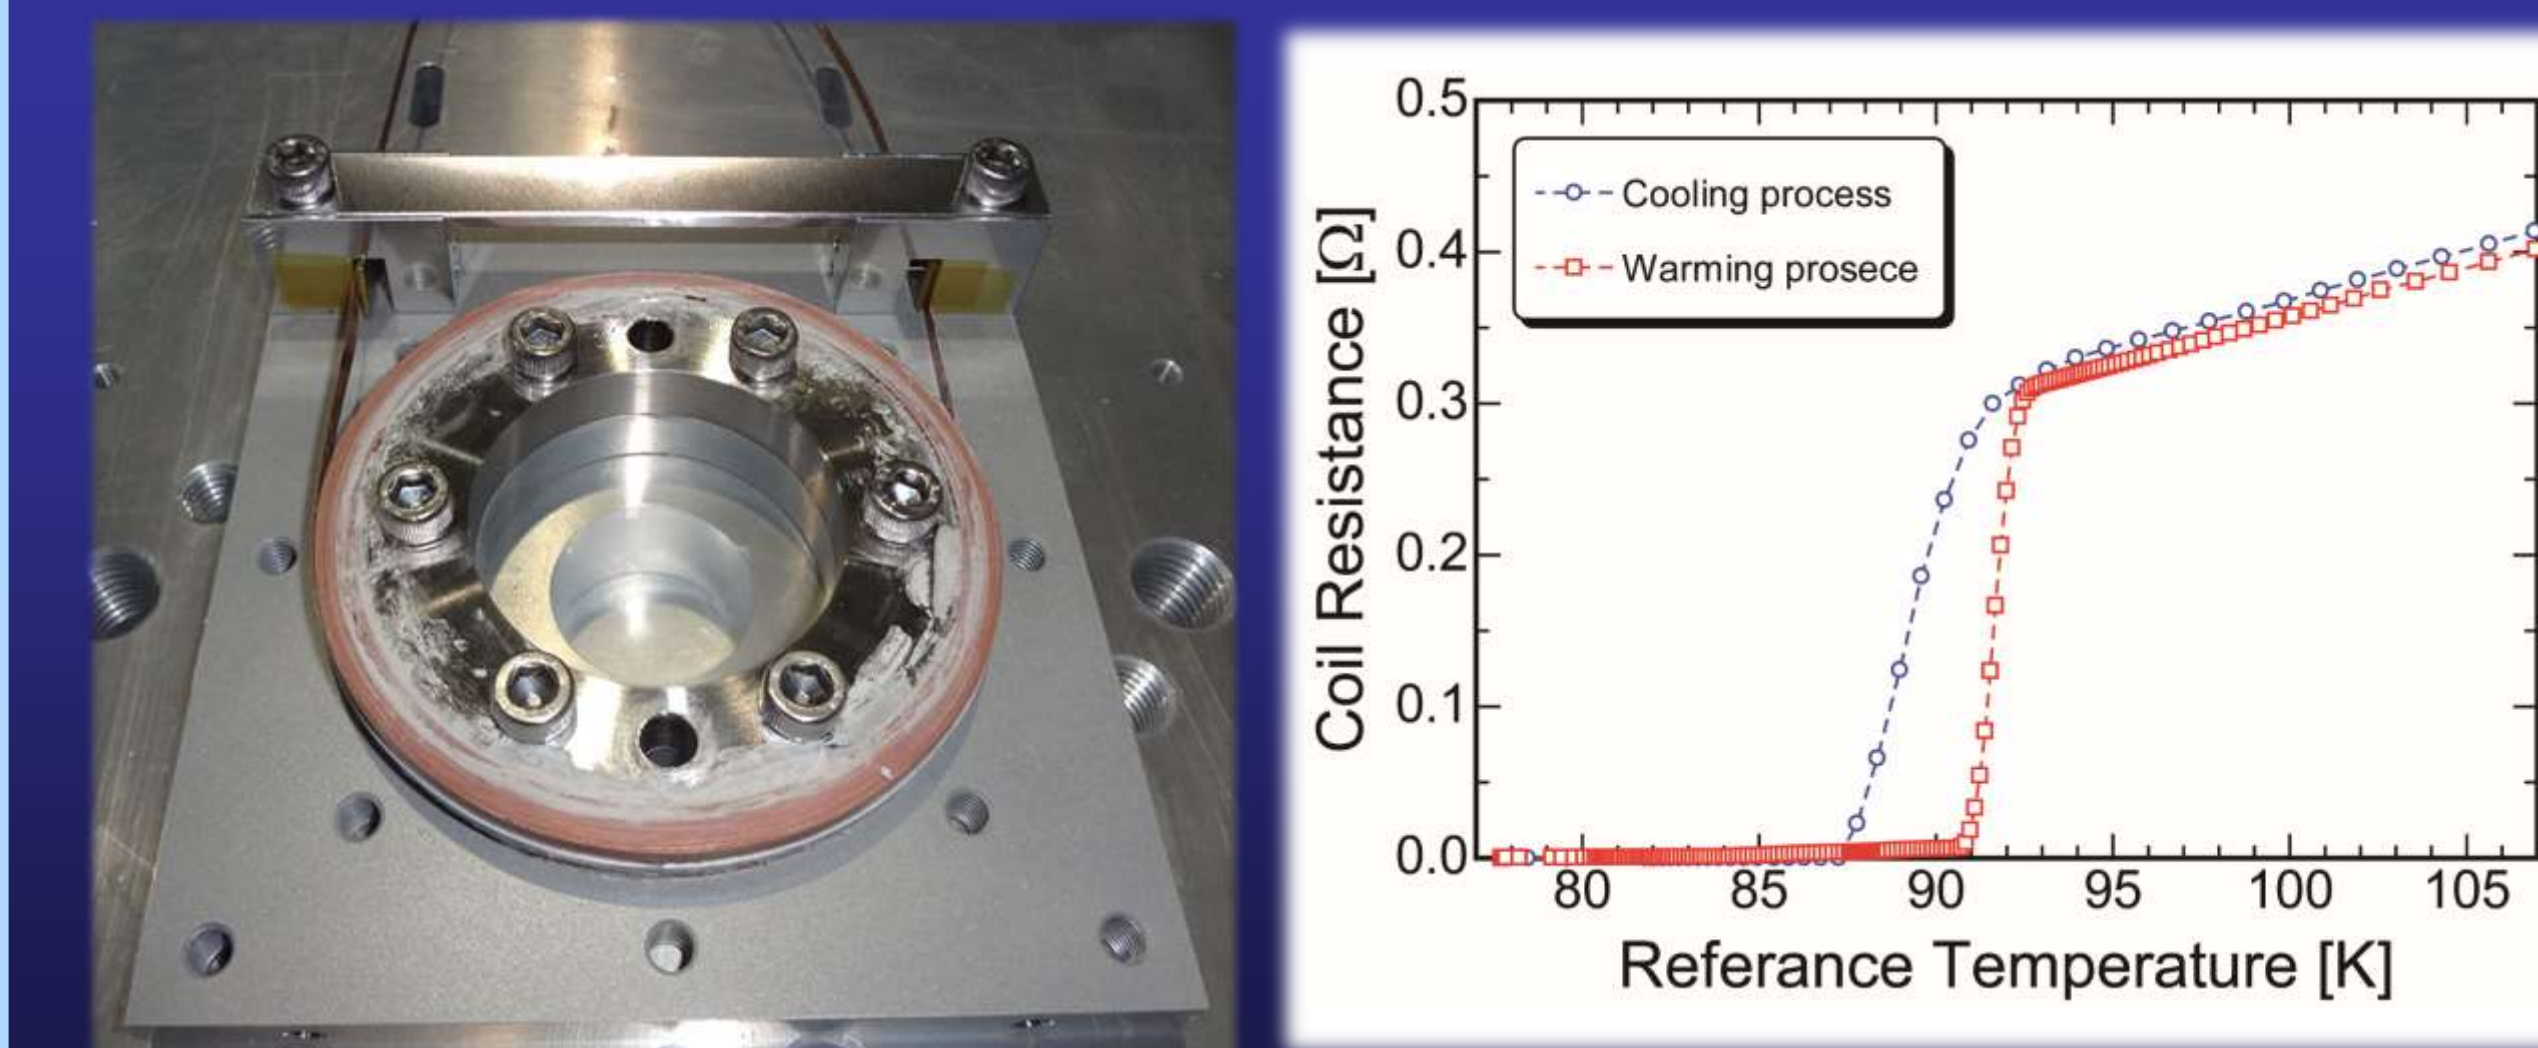 0.5
0.4
0.3
0.2
0.1
0.0
Coil Resistance [Ω]
Cooling process
Warming prosece
80 85 90 95 100 105
Referance Temperature [K]